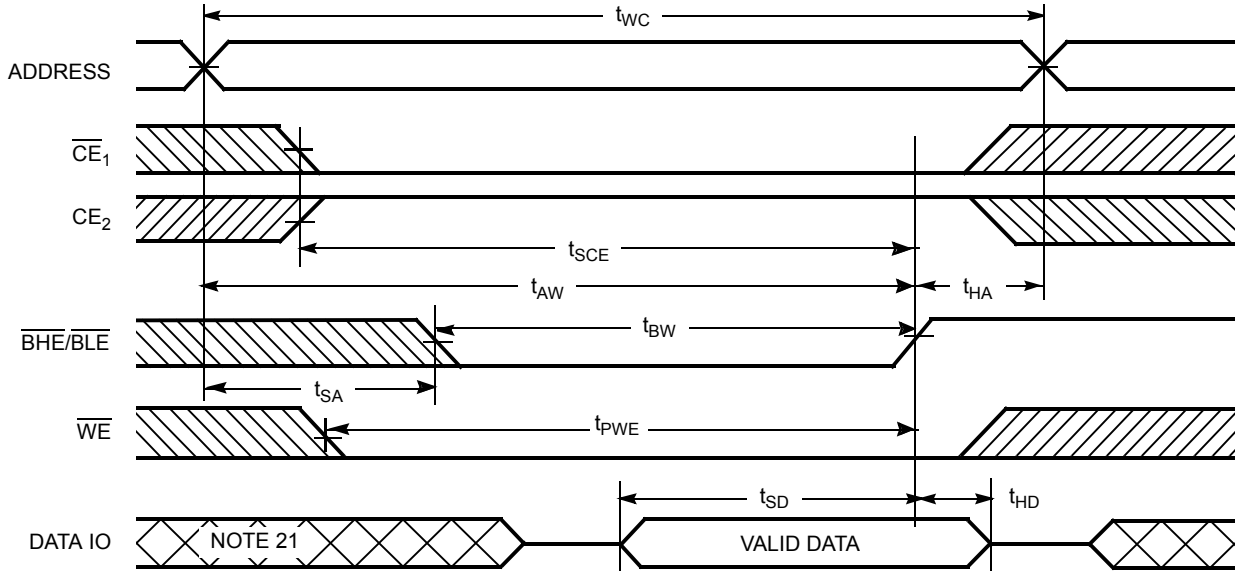 tWC
ADDRESS
CE1
CE2
tSCE
tAW
tHA
BHE/BLE
tBW
tSA
WE
tPWE
tSD
tHD
DATA IO
NOTE 21
VALID DATA